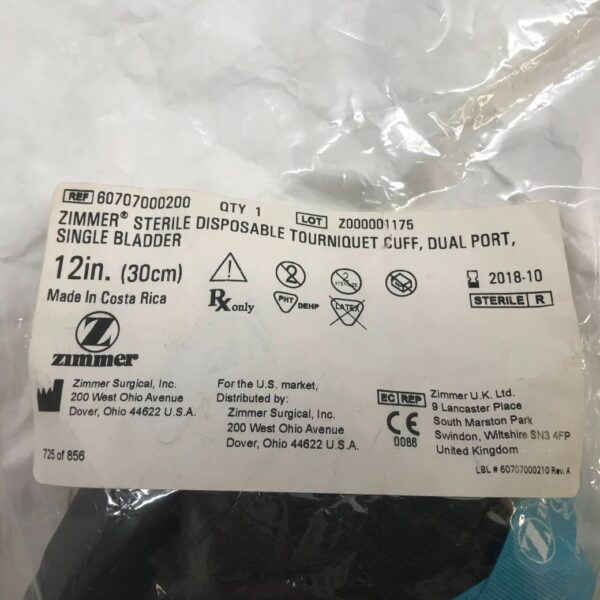 REF 60707000200 QTY 1 LOT Z000001175
ZIMMER® STERILE DISPOSABLE TOURNIQUET CUFF, DUAL PORT,
SINGLE BLADDER
12in. (30cm)
2
2
STERILIZE
2018-10
Made In Costa Rica
Rx only
PHT DEHP
LATEX
STERILE R
Z
zimmer
Zimmer Surgical, Inc.
200 West Ohio Avenue
Dover, Ohio 44622 U.S.A.
For the U.S. market,
Distributed by:
Zimmer Surgical, Inc.
200 West Ohio Avenue
Dover, Ohio 44622 U.S.A.
EC REP
CE
0086
Zimmer U.K. Ltd.
9 Lancaster Place
South Marston Park
Swindon, Wiltshire SN3 4FP
United Kingdom
726 of 856
LBL # 60707000210 Rev. A